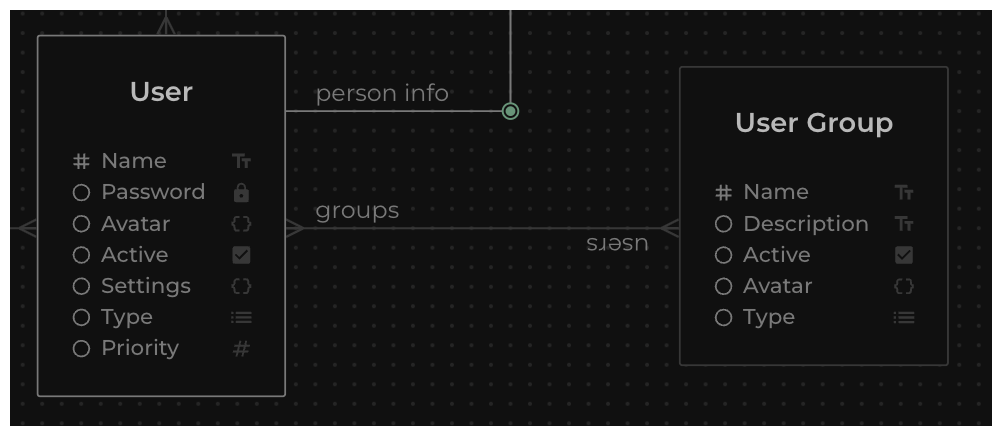 User
# Name
Password
Avatar
Active
Settings
Type
Priority #
person info
groups
users
User Group
# Name
Description
Active
Avatar
Type